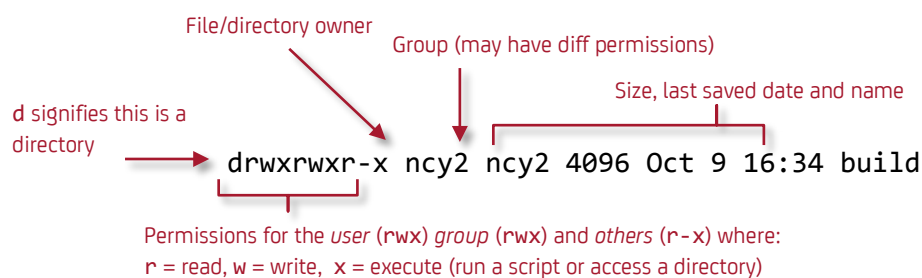 File/directory owner
Group (may have diff permissions)
Size, last saved date and name
d signifies this is a
directory
drwxrwxr-x ncy2 ncy2 4096 Oct 9 16:34 build
Permissions for the user (rwx) group (rwx) and others (r-x) where:
r = read, w = write, x = execute (run a script or access a directory)